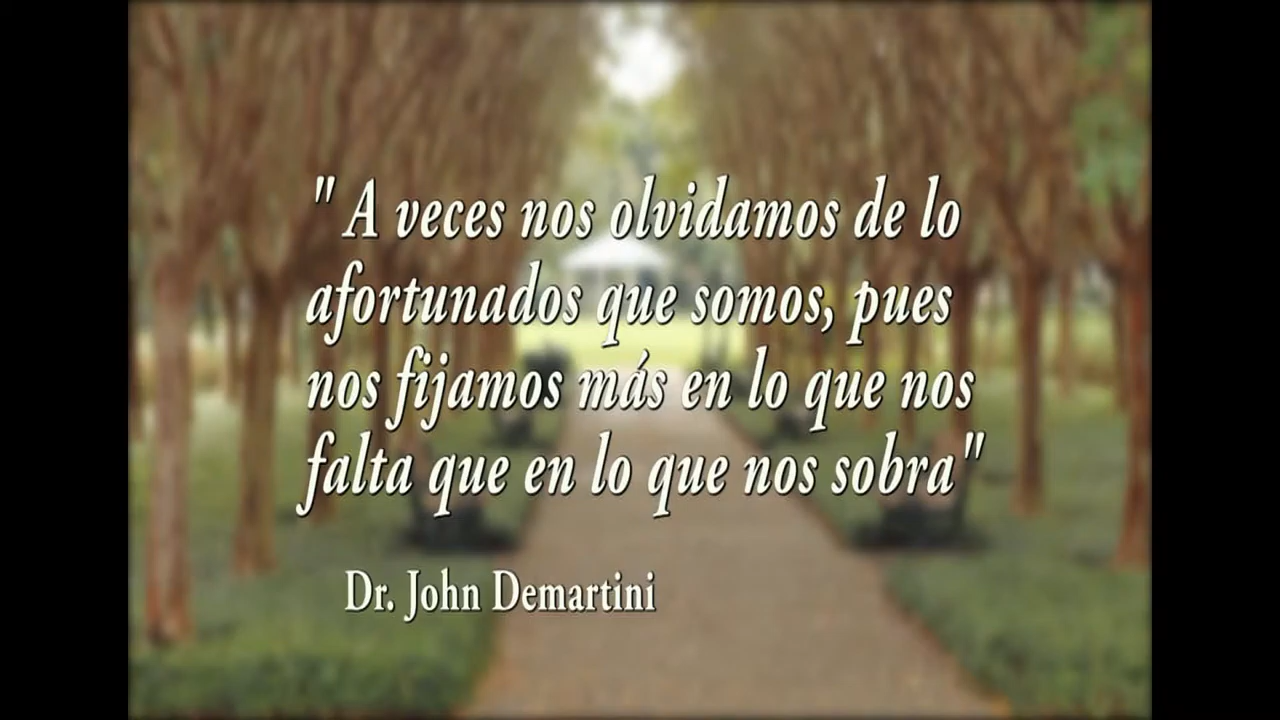 " A veces nos olvidamos de lo
afortunados que somos, pues
nos fijamos más en lo que nos
falta que en lo que nos sobra"
Dr. John Demartini